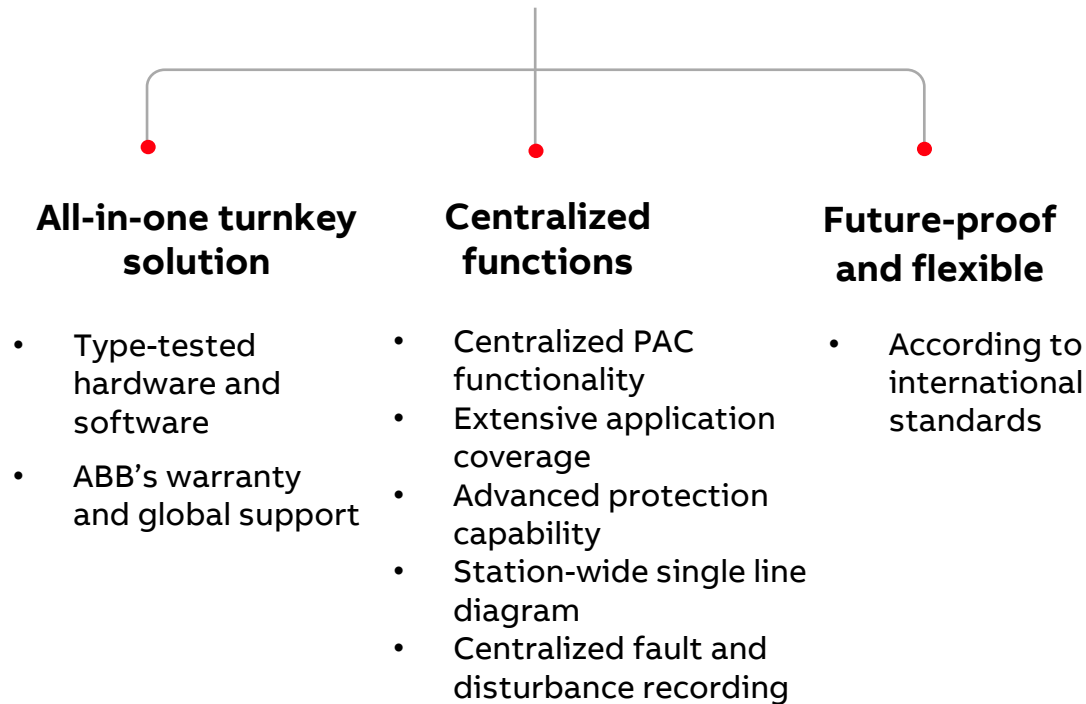 All-in-one turnkey
solution
• Type-tested
hardware and
software
• ABB’s warranty
and global support
Centralized
functions
• Centralized PAC
functionality
• Extensive application
coverage
• Advanced protection
capability
• Station-wide single line
diagram
• Centralized fault and
disturbance recording
Future-proof
and flexible
• According to
international
standards